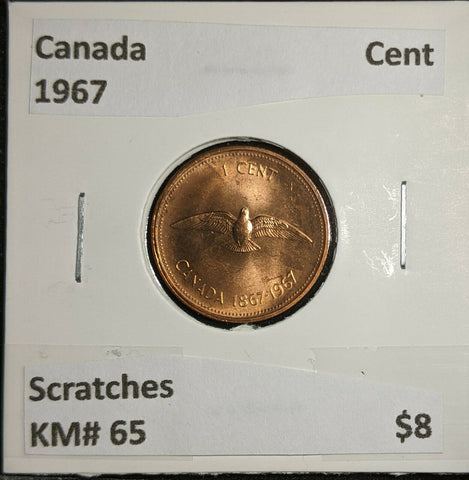 Canada Cent
1967
1 CENT
CANADA 1867-1967
Scratches
KM# 65 $8